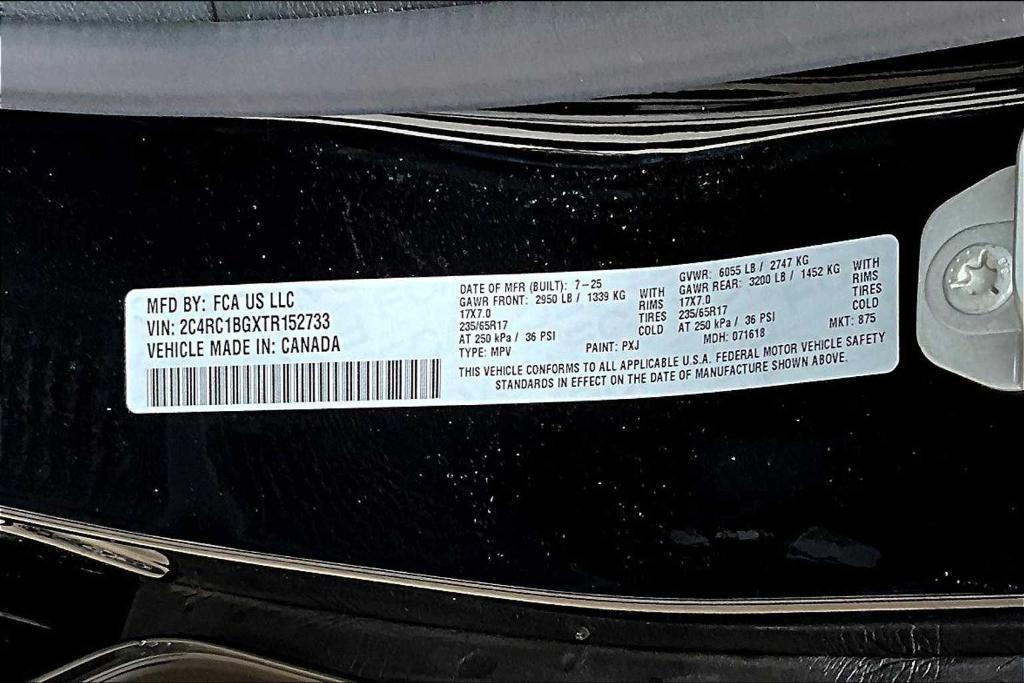 MFD BY: FCA US LLC
VIN: 2C4RC1BGXTR152733
VEHICLE MADE IN: CANADA
DATE OF MFR (BUILT): 7-25 GVWR: 6055 LB / 2747 KG
GAWR FRONT: 2950 LB / 1339 KG WITH GAWR REAR: 3200 LB / 1452 KG WITH
17X7.0 RIMS 17X7.0 RIMS
235/65R17 TIRES 235/65R17 TIRES
AT 250 kPa / 36 PSI COLD AT 250 kPa / 36 PSI COLD
TYPE: MPV PAINT: PXJ MDH: 071618 MKT: 875
THIS VEHICLE CONFORMS TO ALL APPLICABLE U.S.A. FEDERAL MOTOR VEHICLE SAFETY
STANDARDS IN EFFECT ON THE DATE OF MANUFACTURE SHOWN ABOVE.